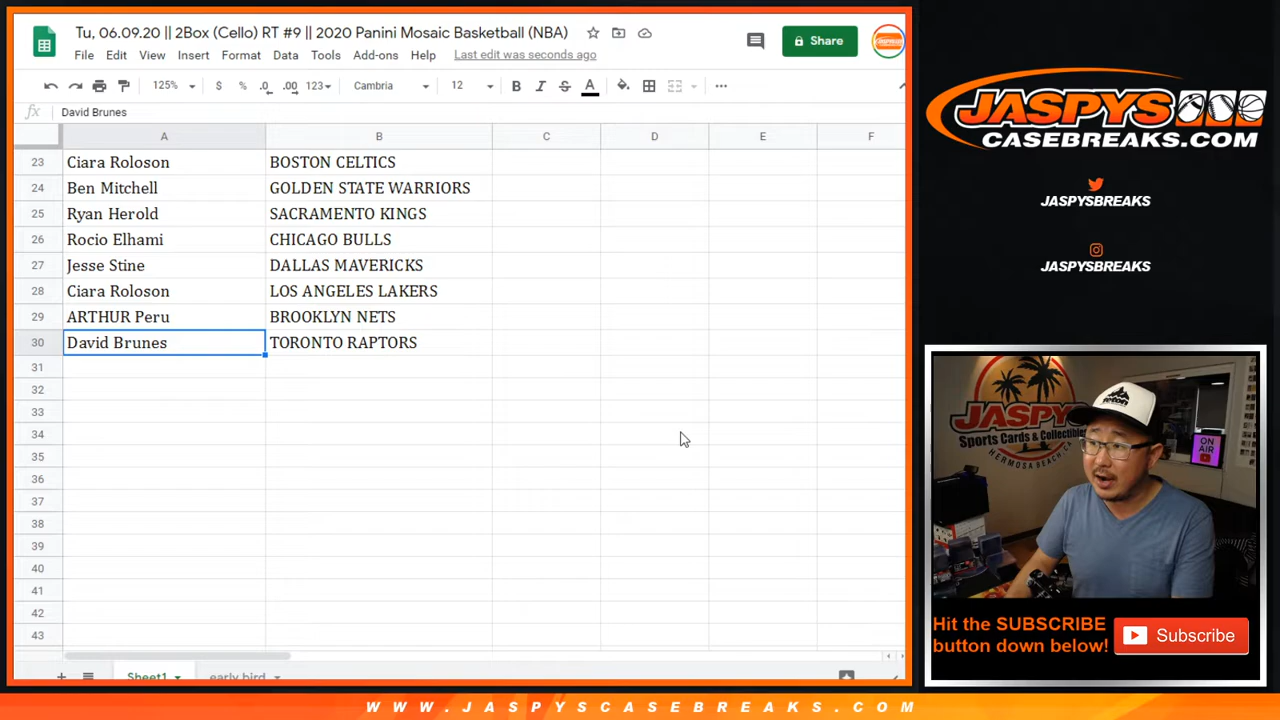 Tu, 06.09.20 || 2Box (Cello) RT #9 || 2020 Panini Mosaic Basketball (NBA)
File Edit View Insert Format Data Tools Add-ons Help Last edit was seconds ago
Share
125% $ % .0 .00 123 Cambria 12 B I S A
fx David Brunes
A B C D E F
23 Ciara Roloson BOSTON CELTICS
24 Ben Mitchell GOLDEN STATE WARRIORS
25 Ryan Herold SACRAMENTO KINGS
26 Rocio Elhami CHICAGO BULLS
27 Jesse Stine DALLAS MAVERICKS
28 Ciara Roloson LOS ANGELES LAKERS
29 ARTHUR Peru BROOKLYN NETS
30 David Brunes TORONTO RAPTORS
31
32
33
34
35
36
37
38
39
40
41
42
43
Sheet1 early bird
JASPYS
CASEBREAKS.COM
JASPYSBREAKS
JASPYSBREAKS
JASPYS
Sports Cards & Collectibles
HERMOSA BEACH, CA
teton
ON AIR
Hit the SUBSCRIBE
button down below!
Subscribe
WWW.JASPYSCASEBREAKS.COM